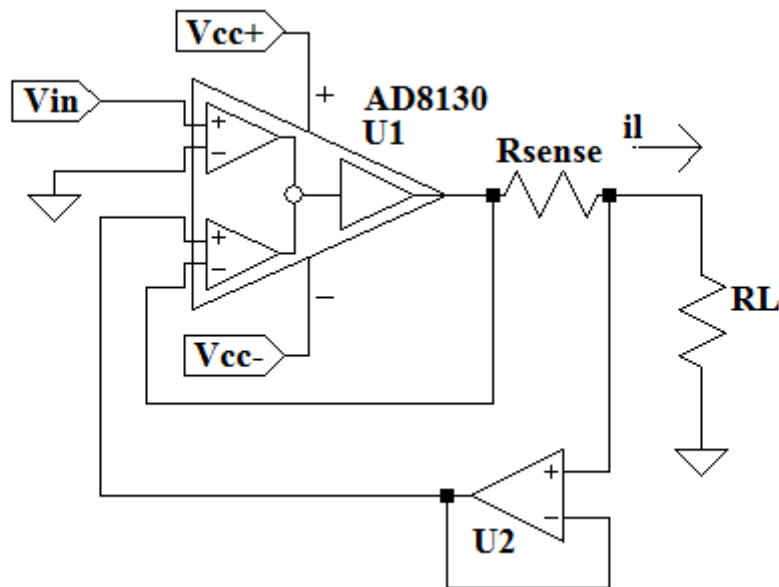 Vcc+
Vin
AD8130
U1
+
+
-
+
-
−
Rsense
il
RL
Vcc-
+
−
U2